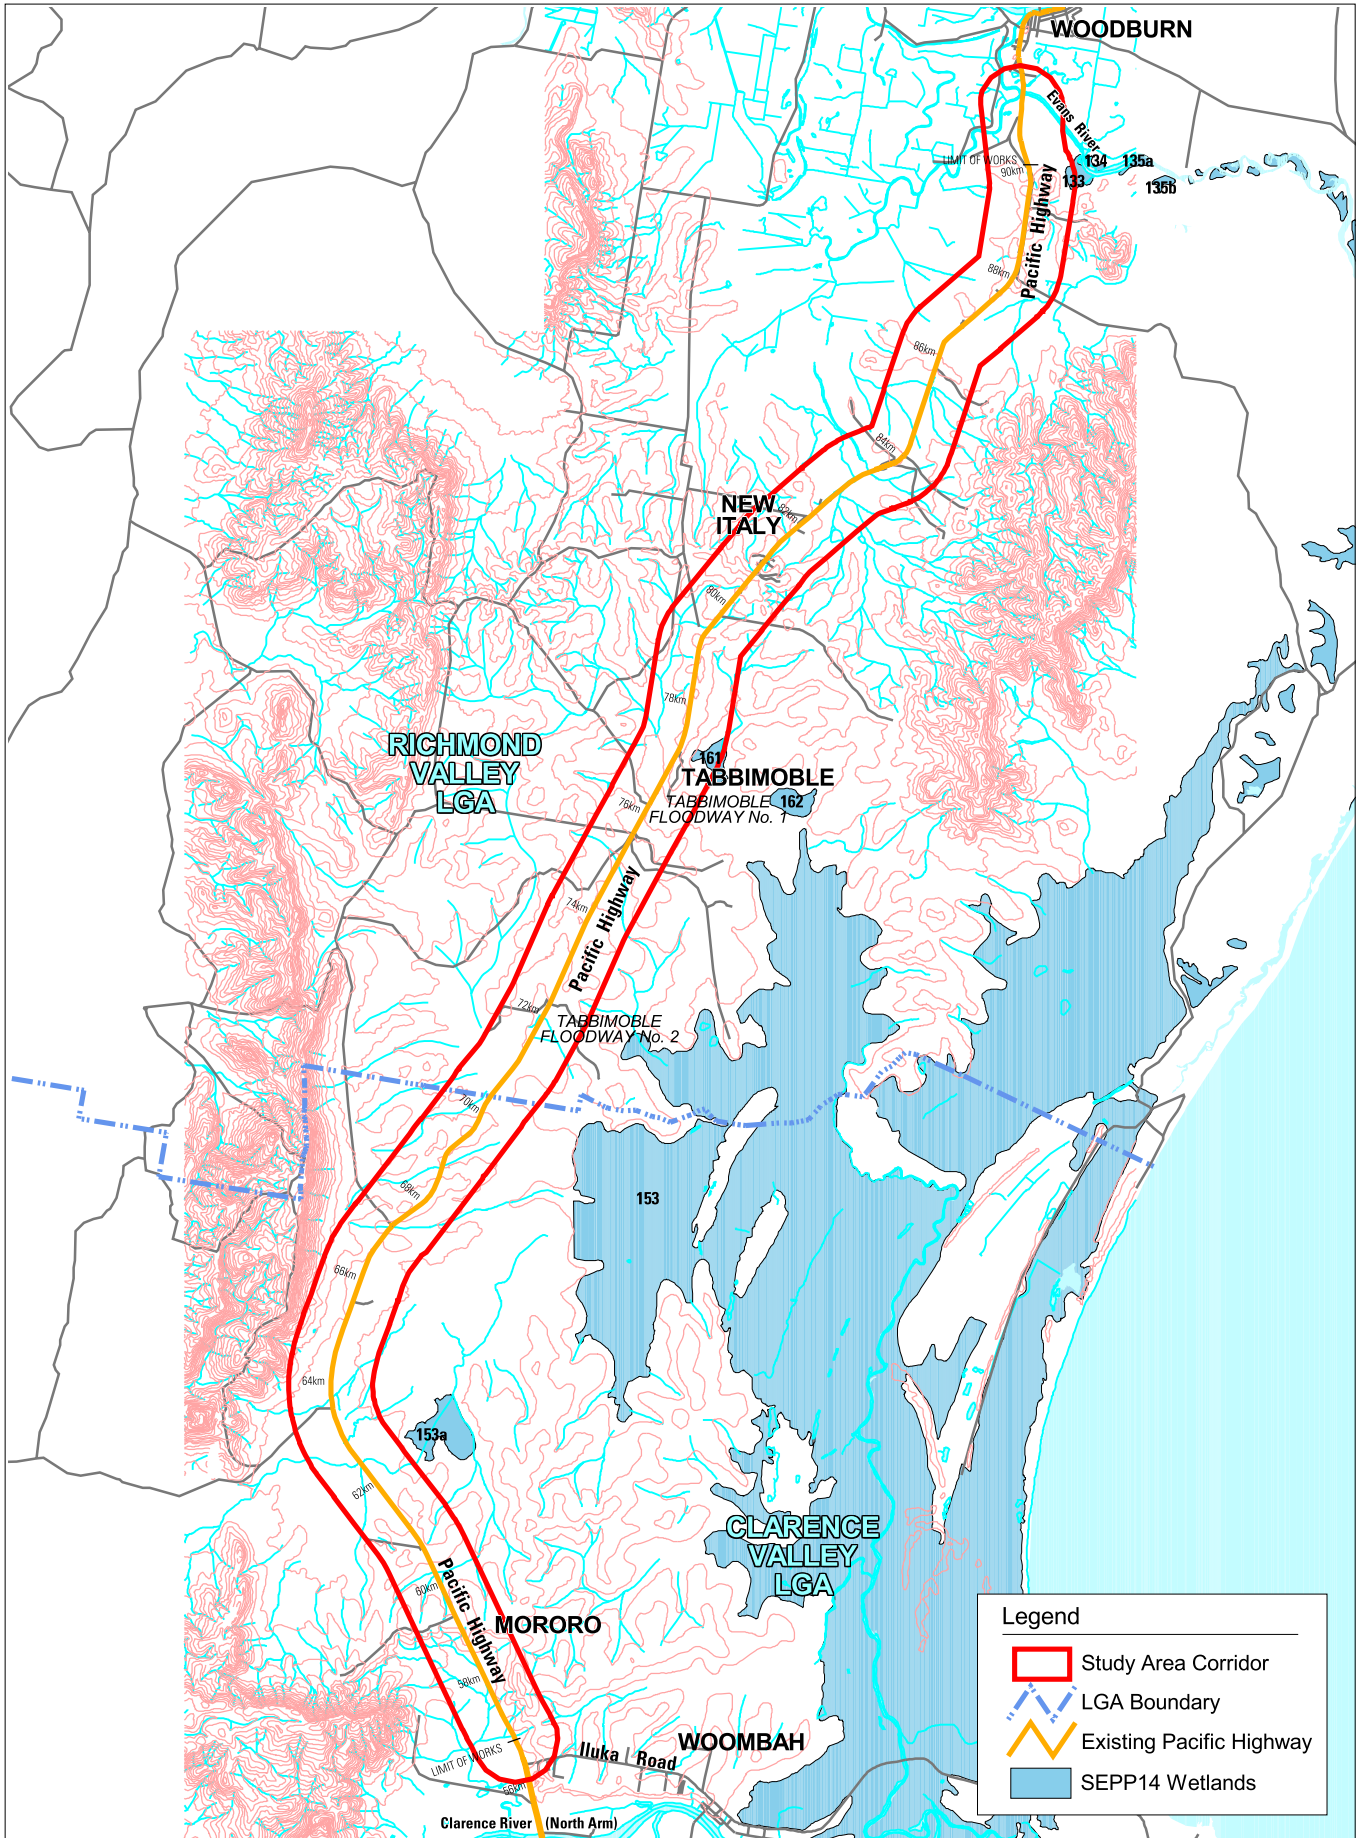 WOODBURN
Evans River
LIMIT OF WORKS
90km
134
135a
133
135b
Pacific Highway
88km
86km
84km
NEW
ITALY
82km
80km
78km
RICHMOND
VALLEY
LGA
161
TABBIMOBLE
76km
TABBIMOBLE
FLOODWAY No. 1
162
74km
Pacific Highway
72km
TABBIMOBLE
FLOODWAY No. 2
70km
68km
153
66km
64km
153a
62km
CLARENCE
VALLEY
LGA
60km
Pacific Highway
MORORO
58km
LIMIT OF WORKS
56km
Iluka Road
WOOMBAH
Clarence River (North Arm)
Legend
Study Area Corridor
LGA Boundary
Existing Pacific Highway
SEPP14 Wetlands